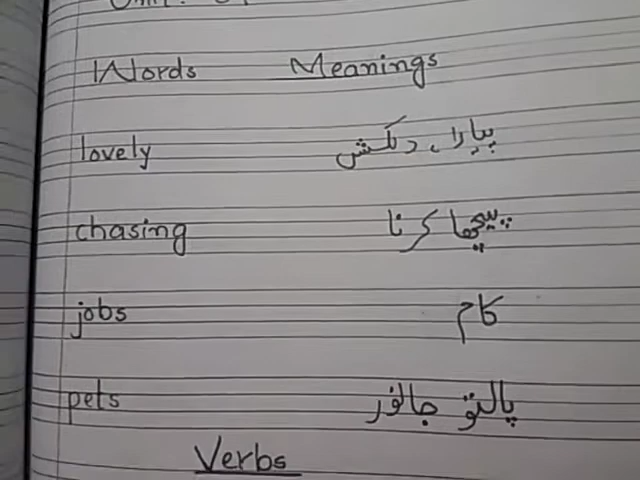 Words Meanings
lovely پیارا، دلکش
chasing پیچھا کرنا
jobs کام
pets پالتو جانور
Verbs